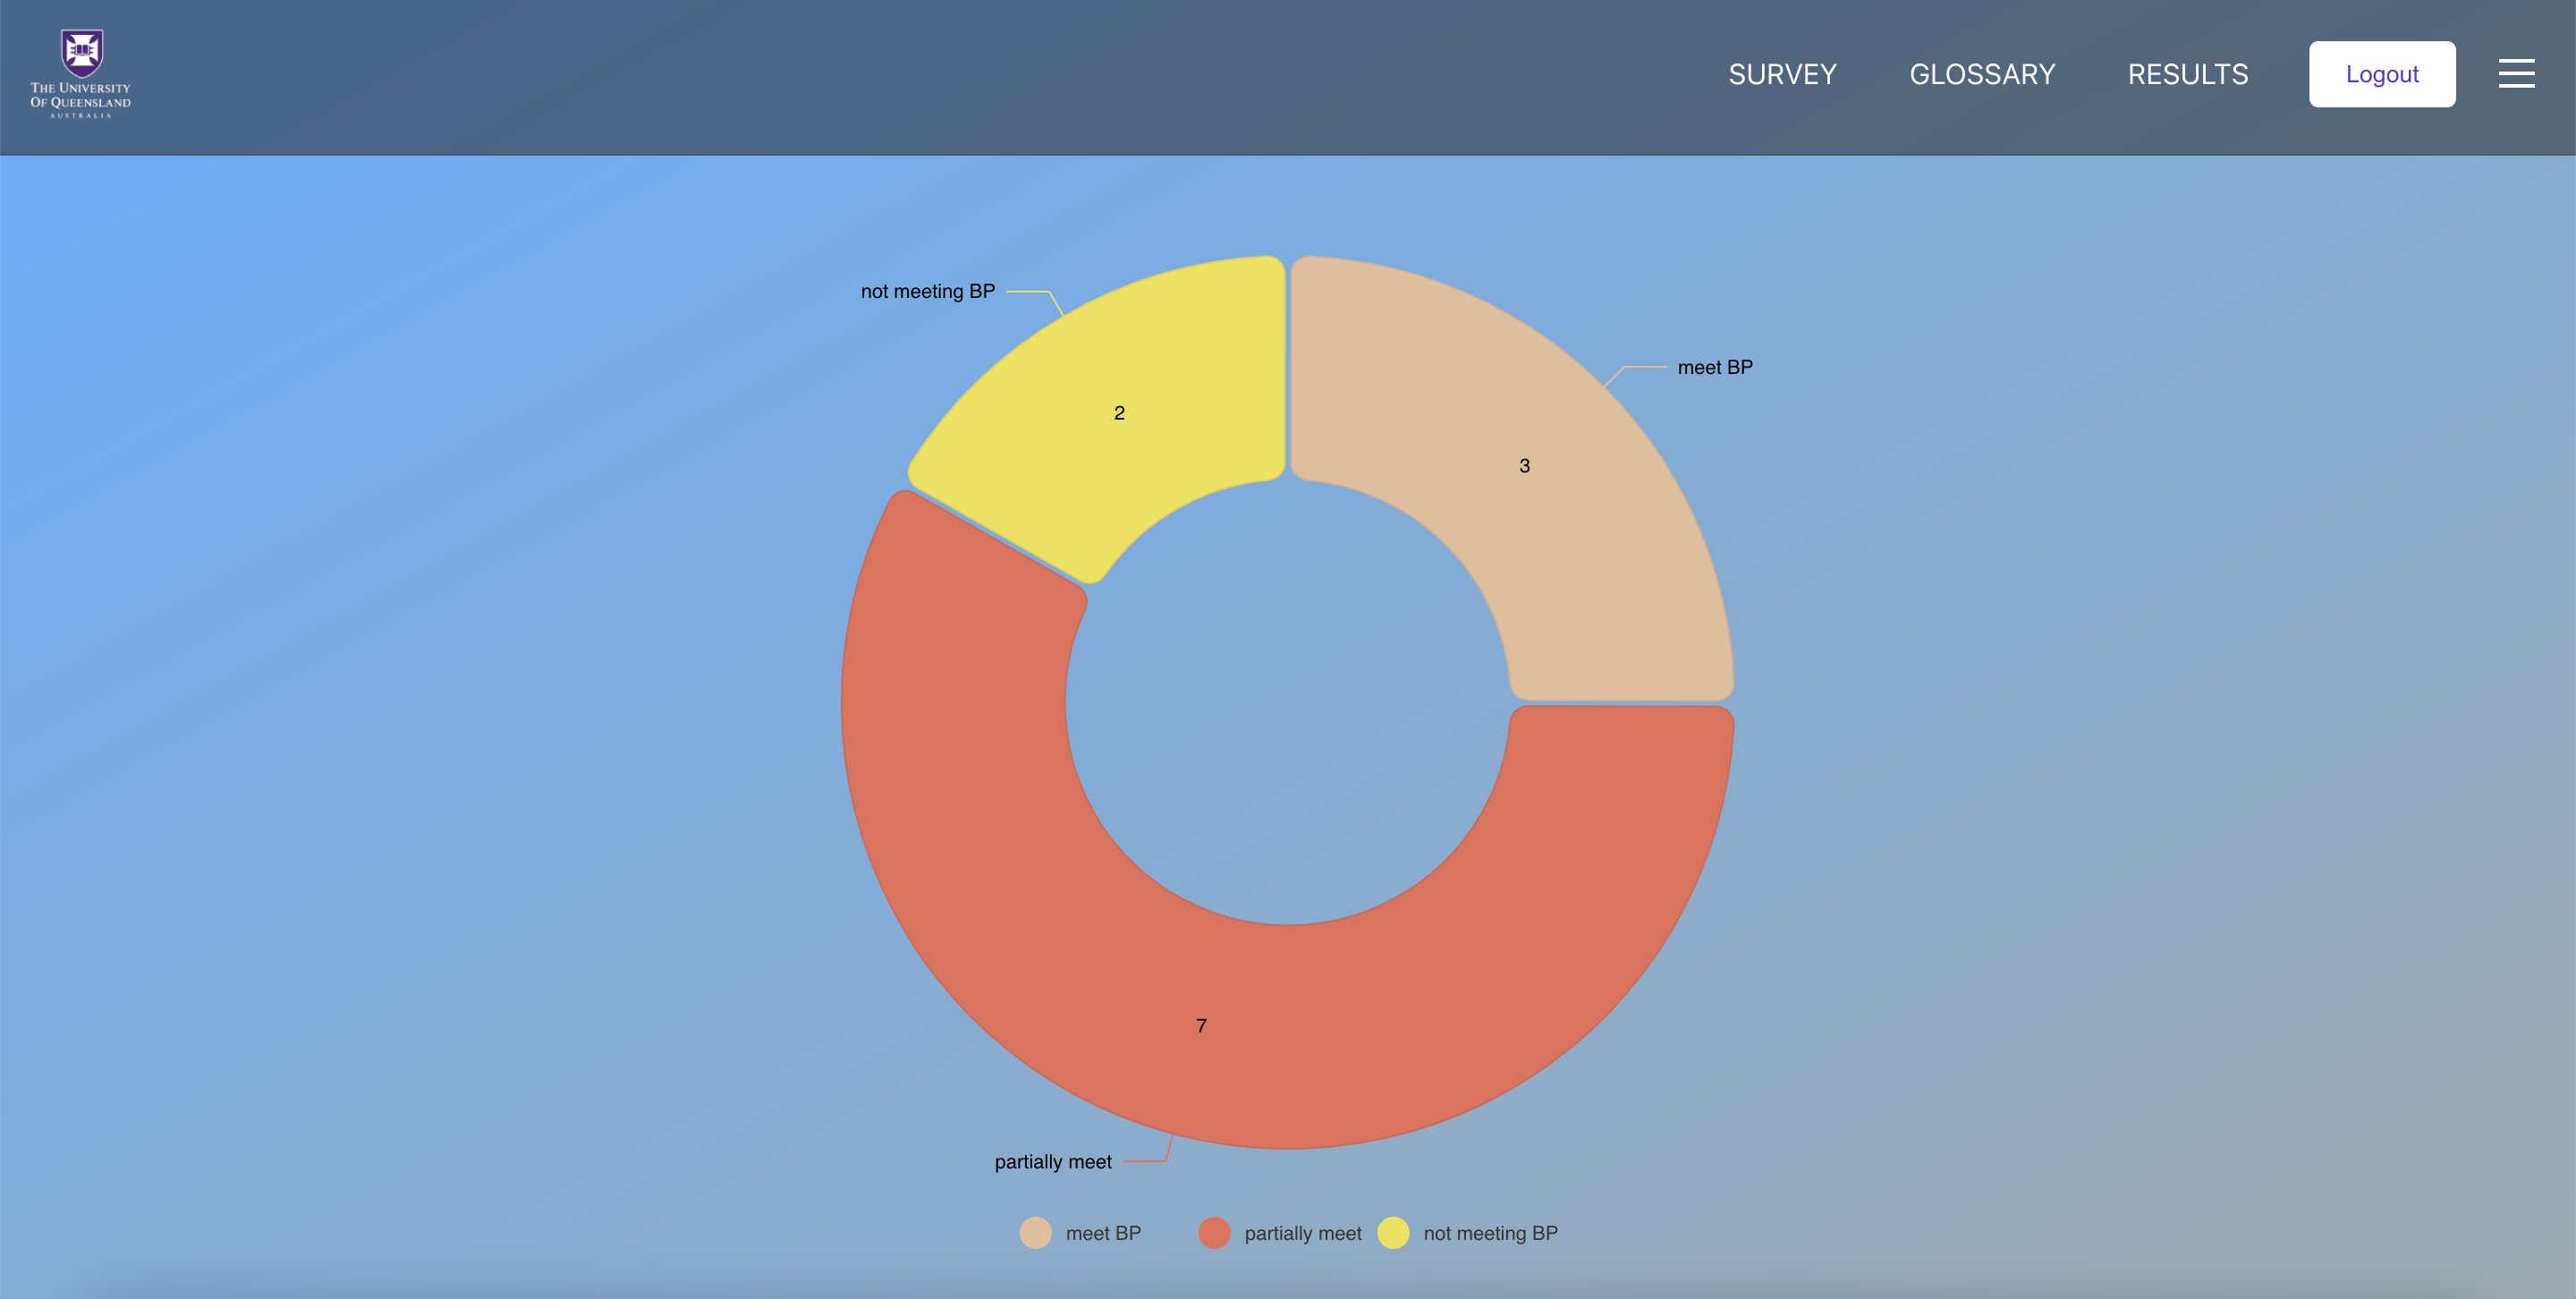 THE UNIVERSITY
OF QUEENSLAND
AUSTRALIA
SURVEY
GLOSSARY
RESULTS
Logout
not meeting BP
meet BP
2
3
7
partially meet
meet BP
partially meet
not meeting BP